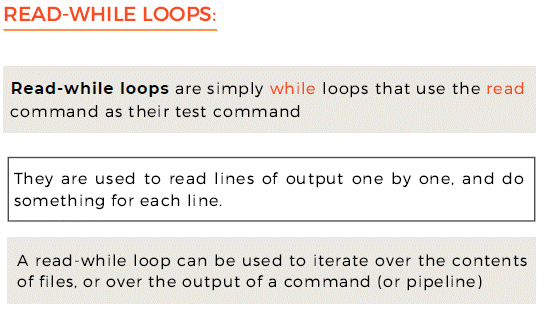 READ-WHILE LOOPS:
Read-while loops are simply while loops that use the read
command as their test command
They are used to read lines of output one by one, and do
something for each line.
A read-while loop can be used to iterate over the contents
of files, or over the output of a command (or pipeline)